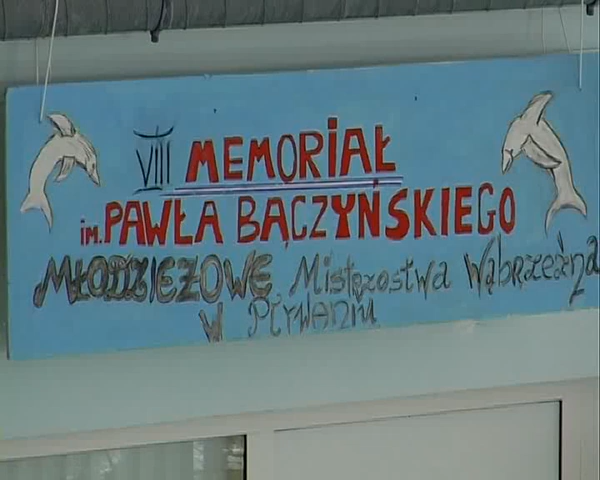 VIII MEMORiAŁ
iM. PAWŁA BĄCZYŃSKIEGO
MŁODZIEŻOWE Mistrzostwa Wąbrzeźna
W PŁYWANIU